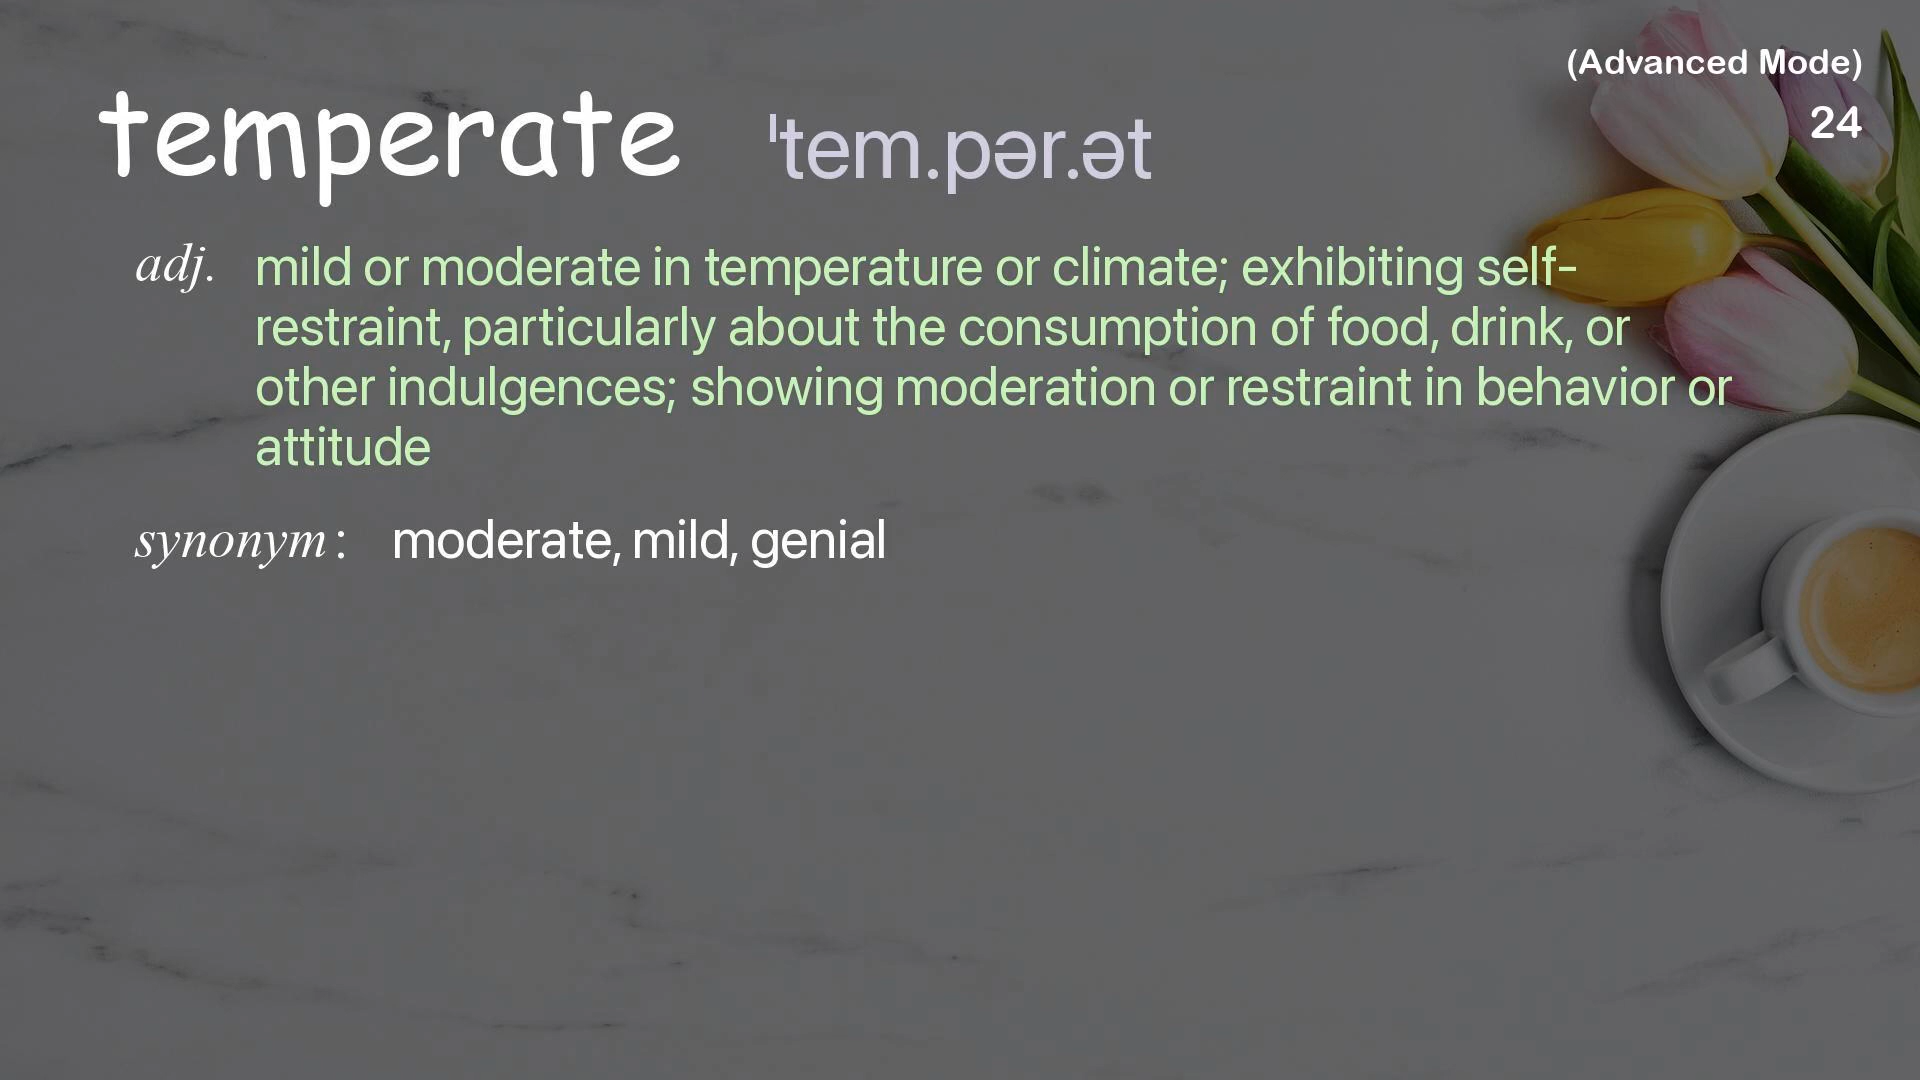 (Advanced Mode)
temperate ˈtem.pər.ət
24
adj. mild or moderate in temperature or climate; exhibiting self-
restraint, particularly about the consumption of food, drink, or
other indulgences; showing moderation or restraint in behavior or
attitude
synonym: moderate, mild, genial